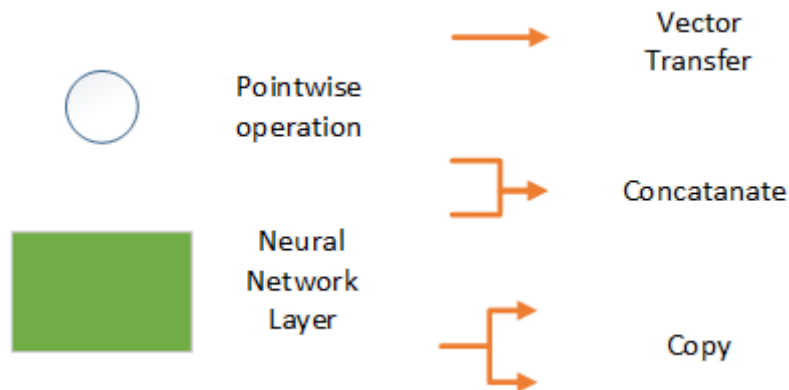 Vector
Transfer
Pointwise
operation
Concatanate
Neural
Network
Layer
Copy